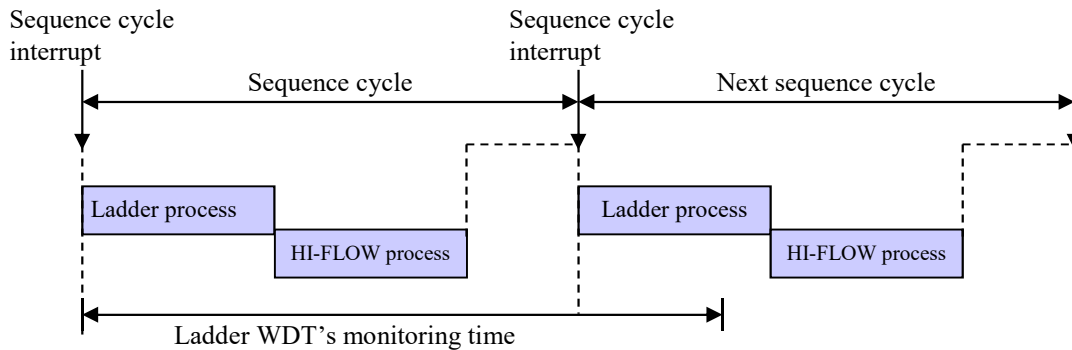 Sequence cycle
interrupt
Sequence cycle
interrupt
Sequence cycle
Next sequence cycle
Ladder process
Ladder process
HI-FLOW process
HI-FLOW process
Ladder WDT’s monitoring time